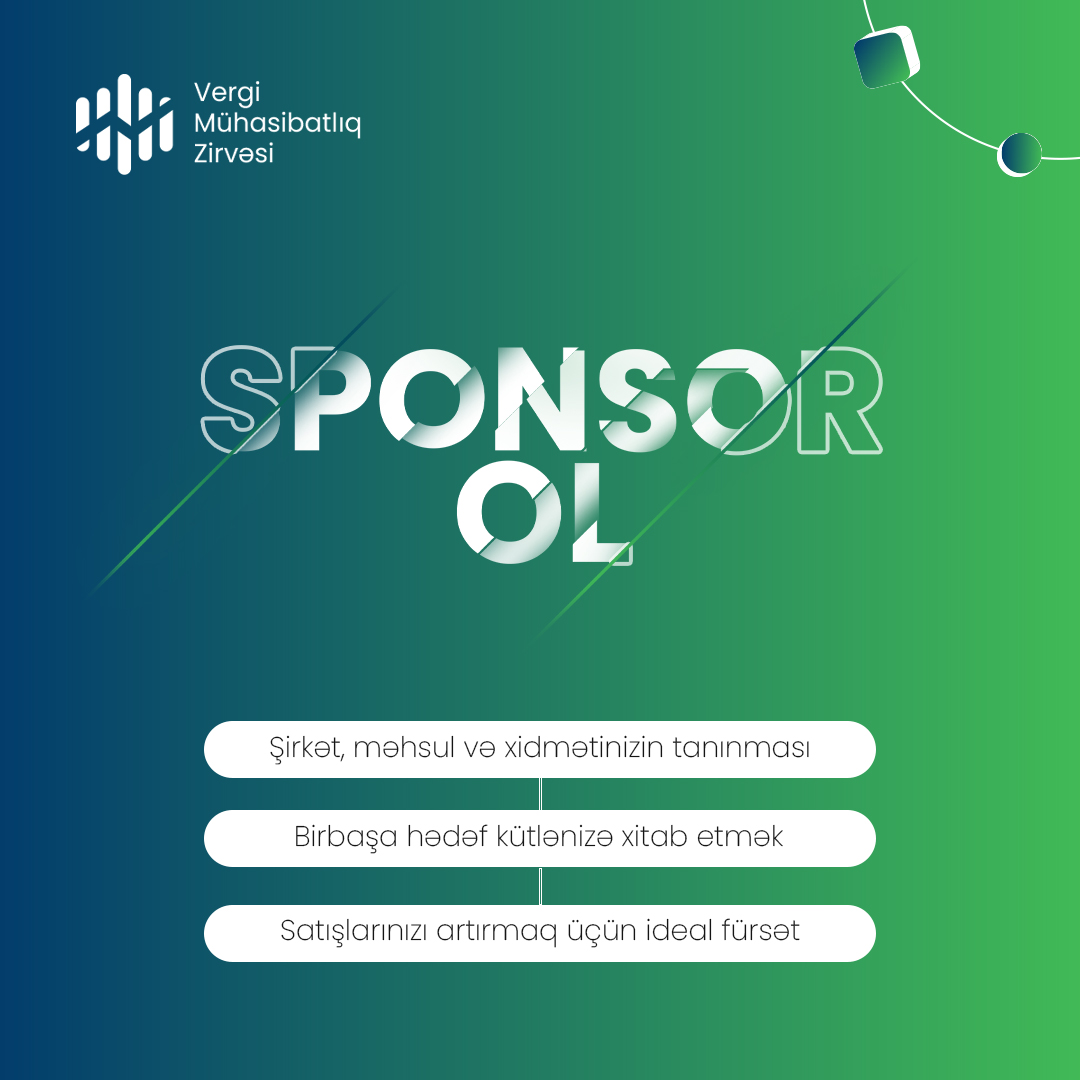 Vergi
Mühasibatlıq
Zirvəsi
SPONSOR
OL
Şirkət, məhsul və xidmətinizin tanınması
Birbaşa hədəf kütlənizə xitab etmək
Satışlarınızı artırmaq üçün ideal fürsət